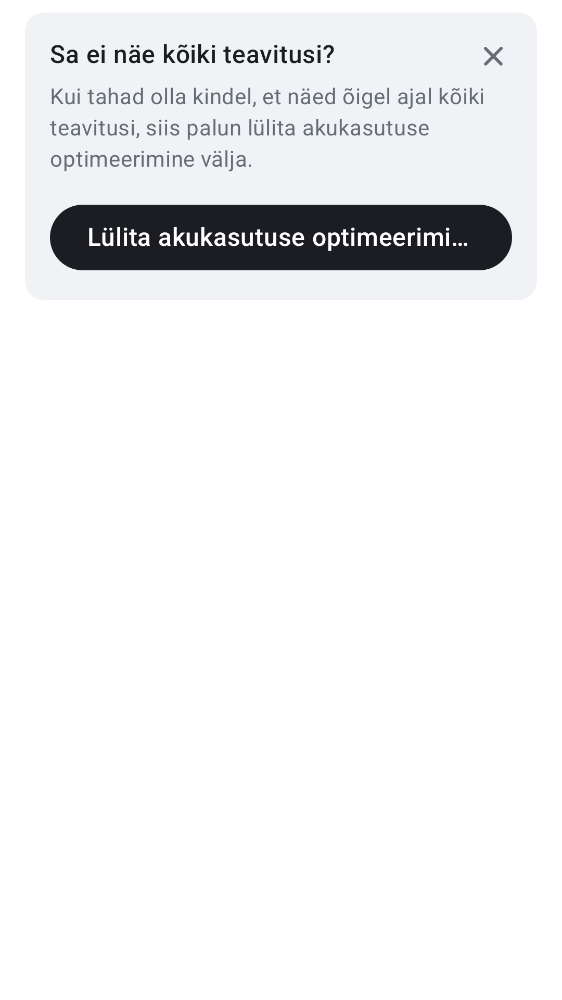 Sa ei näe kõiki teavitusi?
Kui tahad olla kindel, et näed õigel ajal kõiki
teavitusi, siis palun lülita akukasutuse
optimeerimine välja.
Lülita akukasutuse optimeerimi…